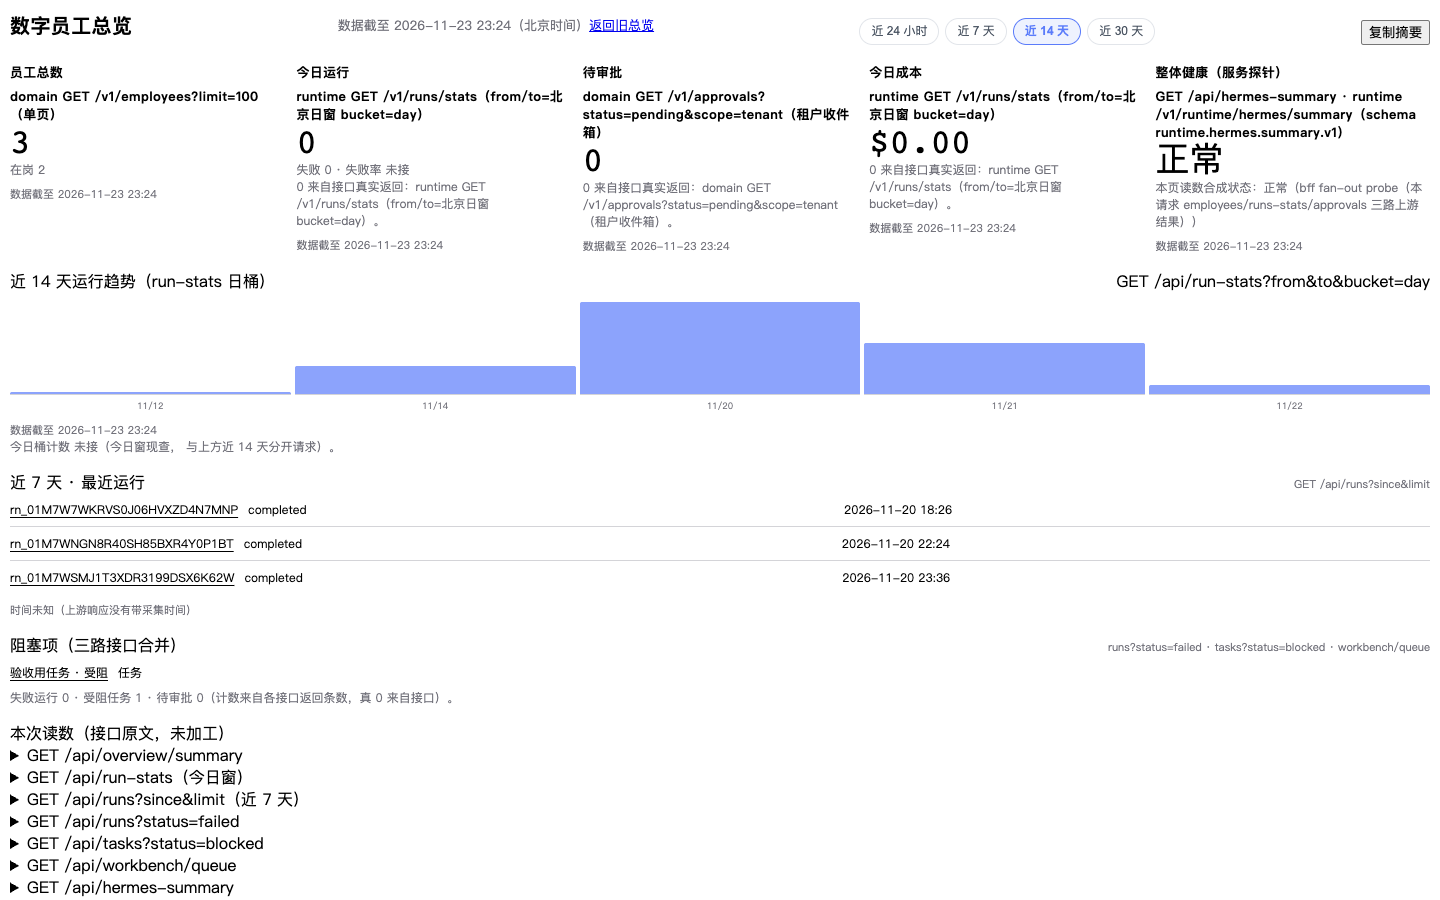 数字员工总览
数据截至 2026-11-23 23:24（北京时间）返回旧总览
近 24 小时
近 7 天
近 14 天
近 30 天
复制摘要
员工总数
domain GET /v1/employees?limit=100
（单页）
3
在岗 2
数据截至 2026-11-23 23:24
今日运行
runtime GET /v1/runs/stats（from/to=北
京日窗 bucket=day）
0
失败 0 · 失败率 未接
0 来自接口真实返回：runtime GET
/v1/runs/stats（from/to=北京日窗
bucket=day）。
数据截至 2026-11-23 23:24
待审批
domain GET /v1/approvals?
status=pending&scope=tenant（租户收件
箱）
0
0 来自接口真实返回：domain GET
/v1/approvals?status=pending&scope=tenant
（租户收件箱）。
数据截至 2026-11-23 23:24
今日成本
runtime GET /v1/runs/stats（from/to=北
京日窗 bucket=day）
$0.00
0 来自接口真实返回：runtime GET
/v1/runs/stats（from/to=北京日窗
bucket=day）。
数据截至 2026-11-23 23:24
整体健康（服务探针）
GET /api/hermes-summary · runtime
/v1/runtime/hermes/summary（schema
runtime.hermes.summary.v1）
正常
本页读数合成状态：正常（bff fan-out probe（本
请求 employees/runs-stats/approvals 三路上游
结果））
数据截至 2026-11-23 23:24
近 14 天运行趋势（run-stats 日桶）
GET /api/run-stats?from&to&bucket=day
11/12
11/14
11/20
11/21
11/22
数据截至 2026-11-23 23:24
今日桶计数 未接（今日窗现查， 与上方近 14 天分开请求）。
近 7 天 · 最近运行
GET /api/runs?since&limit
rn_01M7W7WKRVS0J06HVXZD4N7MNP completed 2026-11-20 18:26
rn_01M7WNGN8R40SH85BXR4Y0P1BT completed 2026-11-20 22:24
rn_01M7WSMJ1T3XDR3199DSX6K62W completed 2026-11-20 23:36
时间未知（上游响应没有带采集时间）
阻塞项（三路接口合并）
runs?status=failed · tasks?status=blocked · workbench/queue
验收用任务 · 受阻 任务
失败运行 0 · 受阻任务 1 · 待审批 0（计数来自各接口返回条数，真 0 来自接口）。
本次读数（接口原文，未加工）
▶ GET /api/overview/summary
▶ GET /api/run-stats（今日窗）
▶ GET /api/runs?since&limit（近 7 天）
▶ GET /api/runs?status=failed
▶ GET /api/tasks?status=blocked
▶ GET /api/workbench/queue
▶ GET /api/hermes-summary